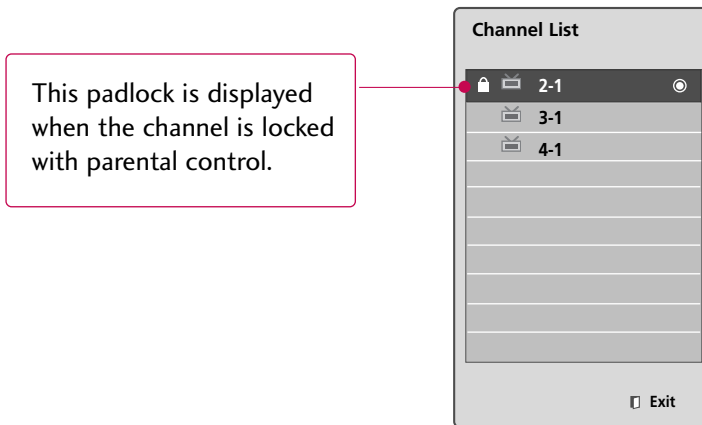 Channel List
This padlock is displayed
when the channel is locked
with parental control.
2-1
3-1
4-1
Exit